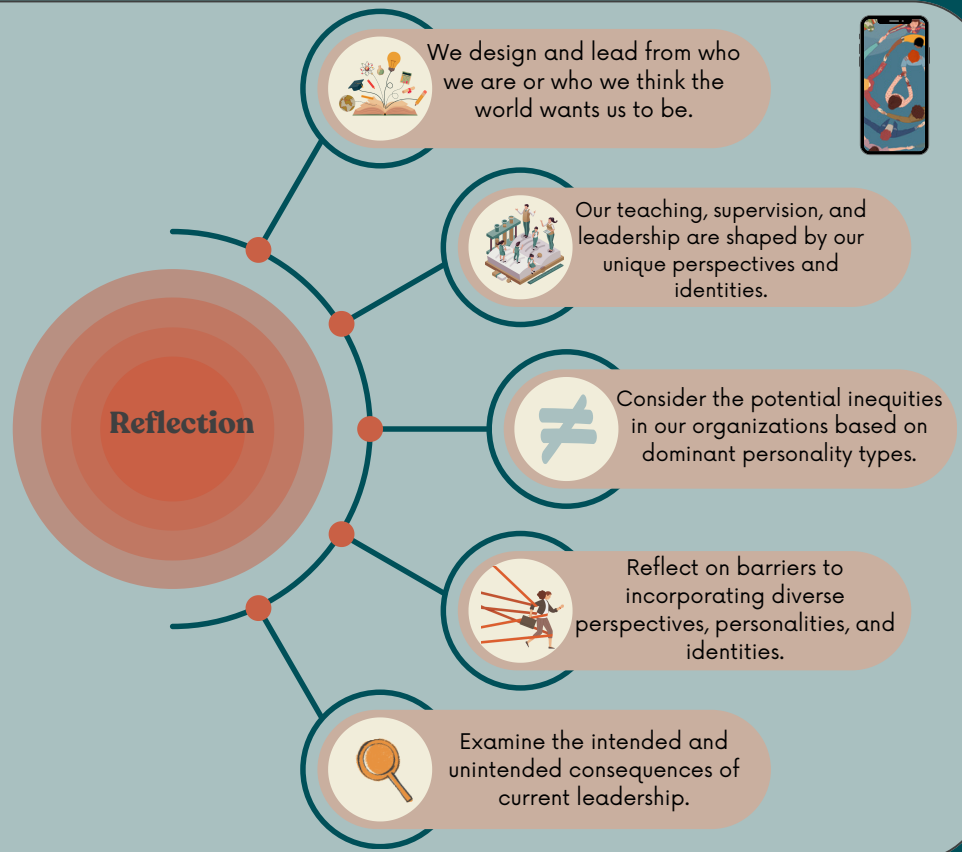 We design and lead from who
we are or who we think the
world wants us to be.
Our teaching, supervision, and
leadership are shaped by our
unique perspectives and
identities.
Reflection
Consider the potential inequities
in our organizations based on
dominant personality types.
Reflect on barriers to
incorporating diverse
perspectives, personalities, and
identities.
Examine the intended and
unintended consequences of
current leadership.